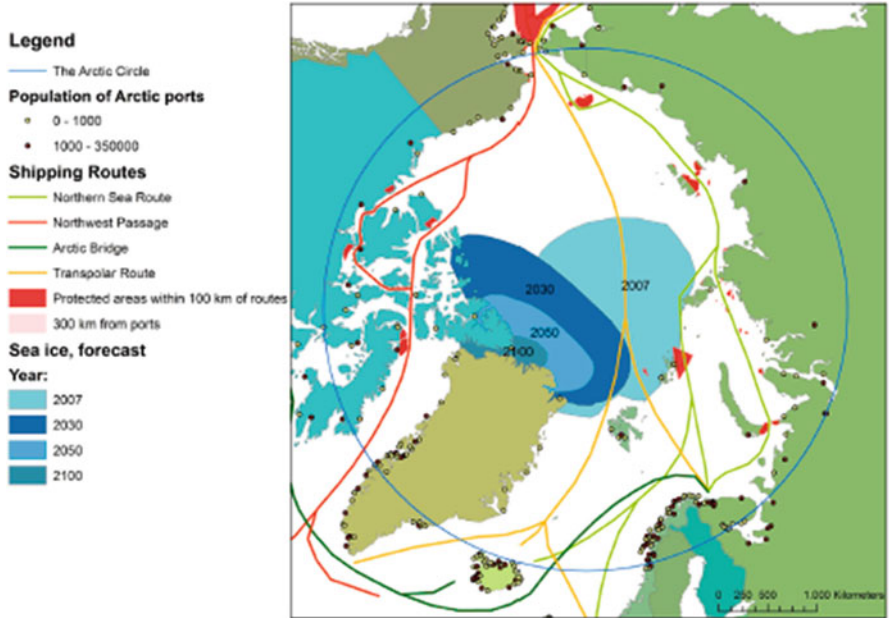 Legend
The Arctic Circle
Population of Arctic ports
0 - 1000
1000 - 350000
Shipping Routes
Northern Sea Route
Northwest Passage
Arctic Bridge
Transpolar Route
Protected areas within 100 km of routes
300 km from ports
Sea ice, forecast
Year:
2007
2030
2050
2100
2007
2030
2050
2100
0 250 500 1.000 Kilometers